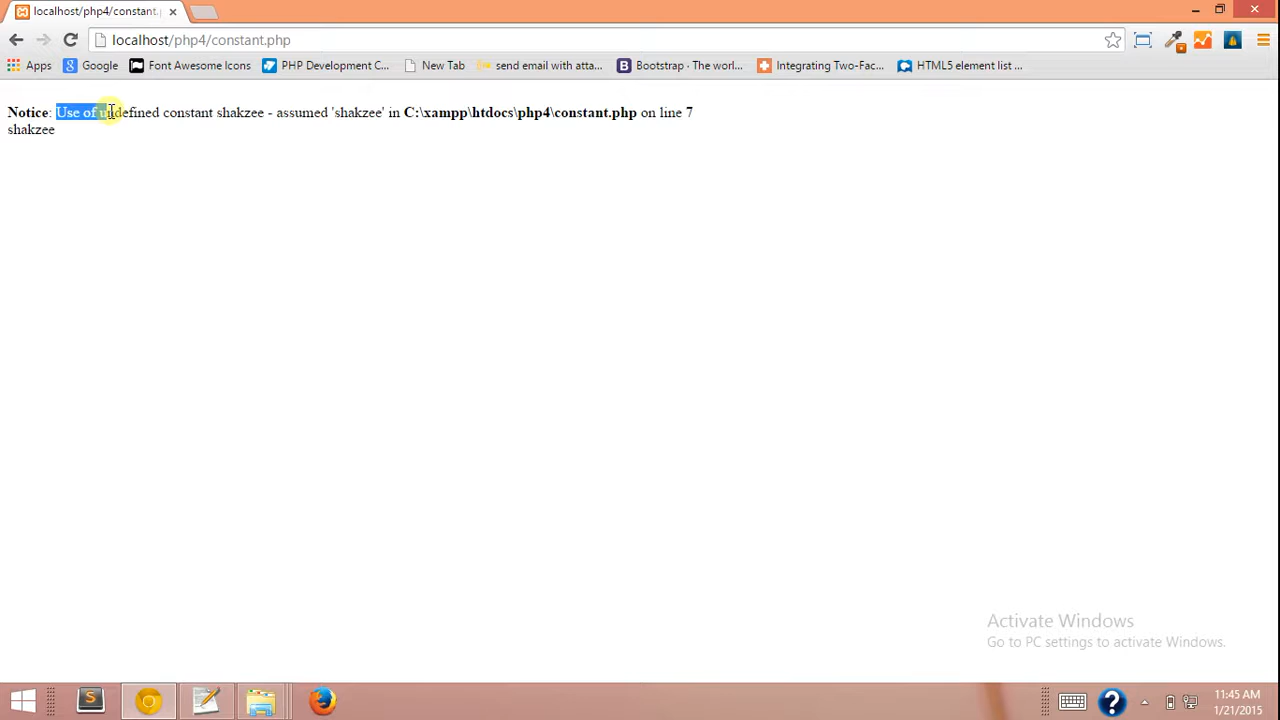 localhost/php4/constant.p
localhost/php4/constant.php
Apps
Google
Font Awesome Icons
PHP Development C...
New Tab
send email with atta...
Bootstrap - The worl...
Integrating Two-Fac...
HTML5 element list ...
Notice: Use of undefined constant shakzee - assumed 'shakzee' in C:\xampp\htdocs\php4\constant.php on line 7
shakzee
Activate Windows
Go to PC settings to activate Windows.
11:45 AM
1/21/2015